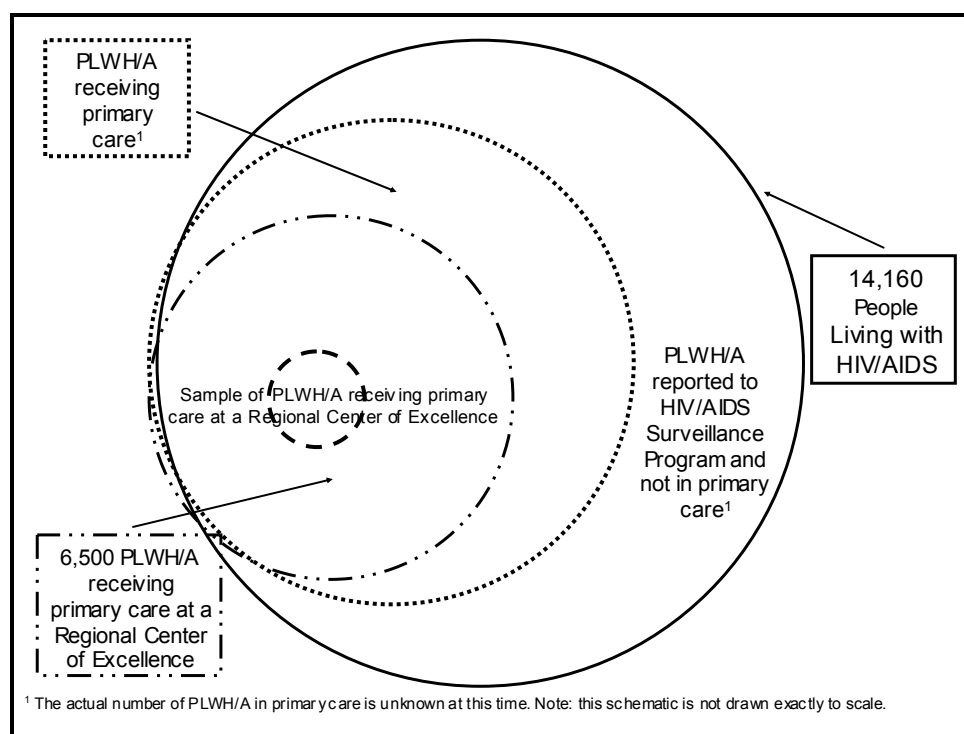 PLWH/A
receiving
primary
care¹
14,160
People
Living with
HIV/AIDS
PLWH/A
reported to
HIV/AIDS
Surveillance
Program and
not in primary
care¹
Sample of PLWH/A receiving primary
care at a Regional Center of Excellence
6,500 PLWH/A
receiving
primary care at a
Regional Center
of Excellence
¹ The actual number of PLWH/A in primary care is unknown at this time. Note: this schematic is not drawn exactly to scale.